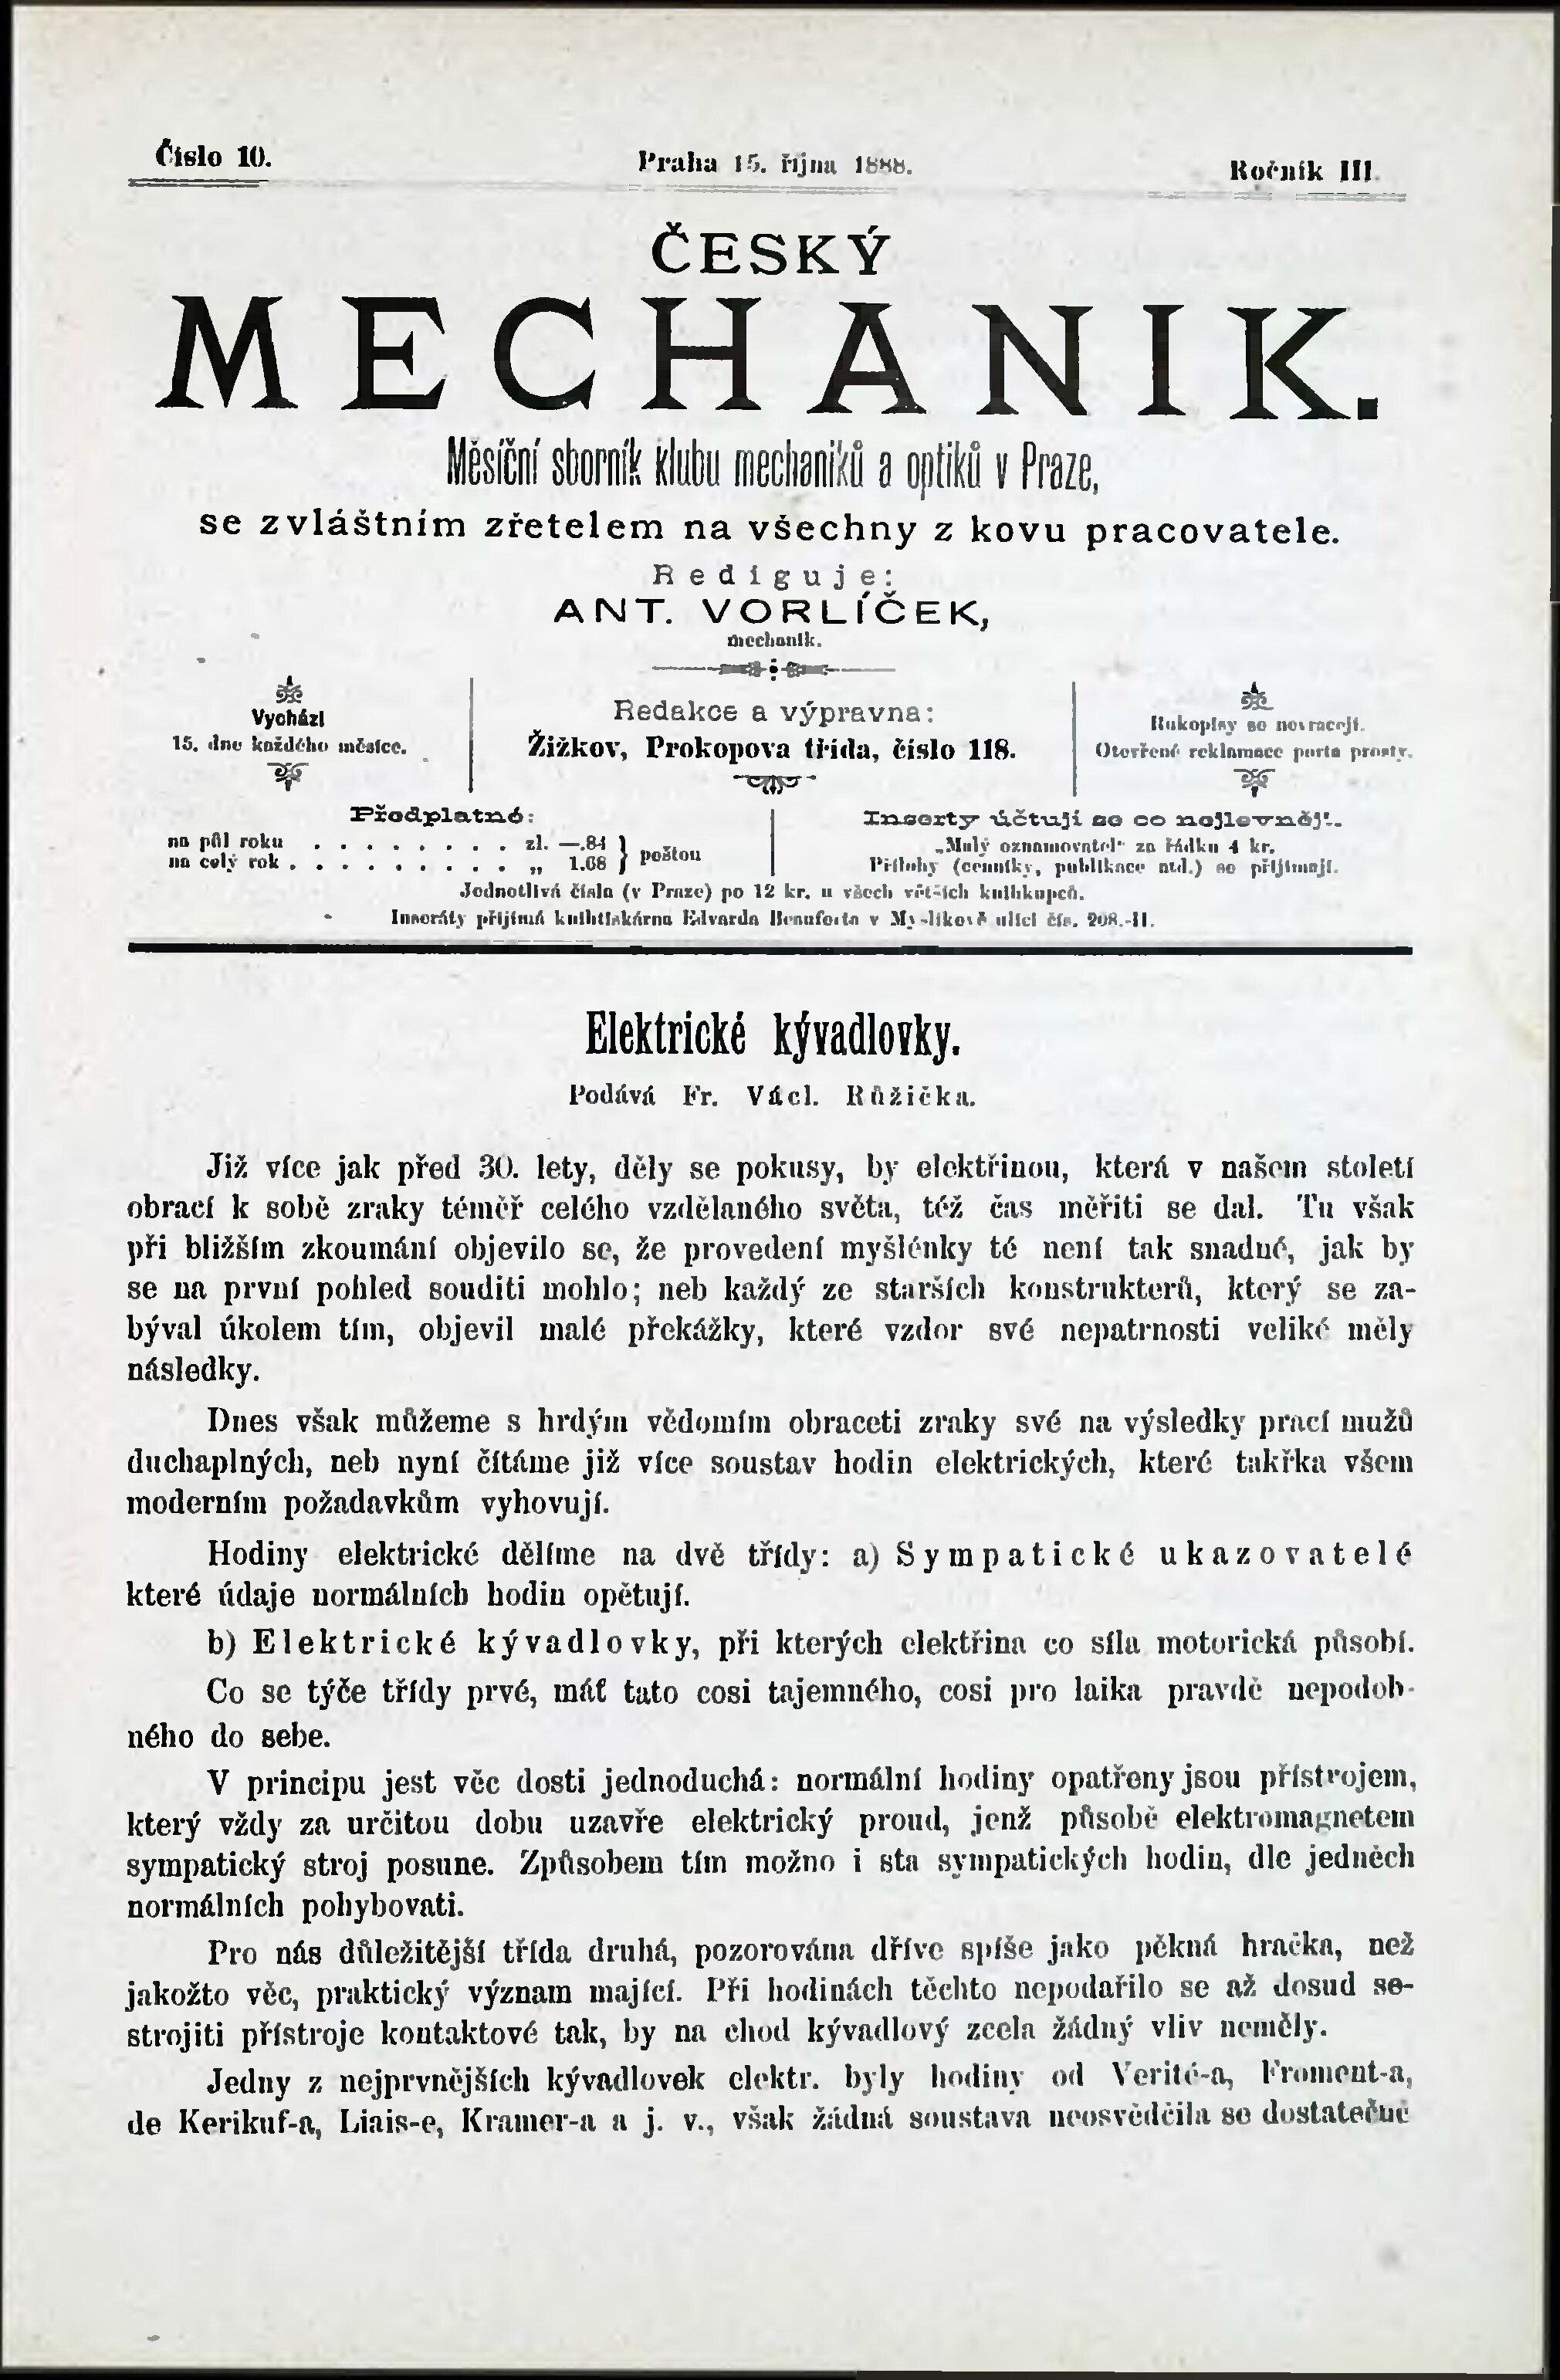 Číslo 10.
Praha 15. října 1888.
Ročník III.
ČESKÝ
MECHANIK.
Měsíční sborník klubu mechaniků a optiků v Praze,
se zvláštním zřetelem na všechny z kovu pracovatele.
Rediguje:
ANT. VORLÍČEK,
mechanik.
Vychází
15. dne každého měsíce.
Redakce a výpravna:
Žižkov, Prokopova třída, číslo 118.
Rukopisy se nevracejí.
Otevřené reklamace porta prosty.
Předplatné:
na půl roku . . . . . . . . zl. —.84
na celý rok . . . . . . . . . „ 1.68
poštou
Inserty účtují se co nejlevněji.
„Malý oznamovatel“ za řádku 4 kr.
Přílohy (cenníky, publikace atd.) se přijímají.
Jednotlivá čísla (v Praze) po 12 kr. u všech větších knihkupců.
Inseráty přijímá knihtiskárna Edvarda Beauforta v Myslíkově ulici čís. 208.-II.
Elektrické kývadlovky.
Podává Fr. Václ. Růžička.
Již více jak před 30. lety, děly se pokusy, by elektřinou, která v našem století
obrací k sobě zraky téměř celého vzdělaného světa, též čas měřiti se dal. Tu však
při bližším zkoumání objevilo se, že provedení myšlénky té není tak snadné, jak by
se na první pohled souditi mohlo; neb každý ze starších konstrukterů, který se za-
býval úkolem tím, objevil malé překážky, které vzdor své nepatrnosti veliké měly
následky.
Dnes však můžeme s hrdým vědomím obraceti zraky své na výsledky prací mužů
duchaplných, neb nyní čítáme již více soustav hodin elektrických, které takřka všem
moderním požadavkům vyhovují.
Hodiny elektrické dělíme na dvě třídy: a) Sympatické ukazovatelé
které údaje normálních hodin opětují.
b) Elektrické kývadlovky, při kterých elektřina co síla motorická působí.
Co se týče třídy prvé, máť tato cosi tajemného, cosi pro laika pravdě nepodob-
ného do sebe.
V principu jest věc dosti jednoduchá: normální hodiny opatřeny jsou přístrojem,
který vždy za určitou dobu uzavře elektrický proud, jenž působě elektromagnetem
sympatický stroj posune. Způsobem tím možno i sta sympatických hodin, dle jedněch
normálních pohybovati.
Pro nás důležitější třída druhá, pozorována dříve spíše jako pěkná hračka, než
jakožto věc, praktický význam mající. Při hodinách těchto nepodařilo se až dosud se-
strojiti přístroje kontaktové tak, by na chod kývadlový zcela žádný vliv neměly.
Jedny z nejprvnějších kývadlovek elektr. byly hodiny od Verité-a, Froment-a,
de Kerikuf-a, Liais-e, Kramer-a a j. v., však žádná soustava neosvědčila se dostatečně